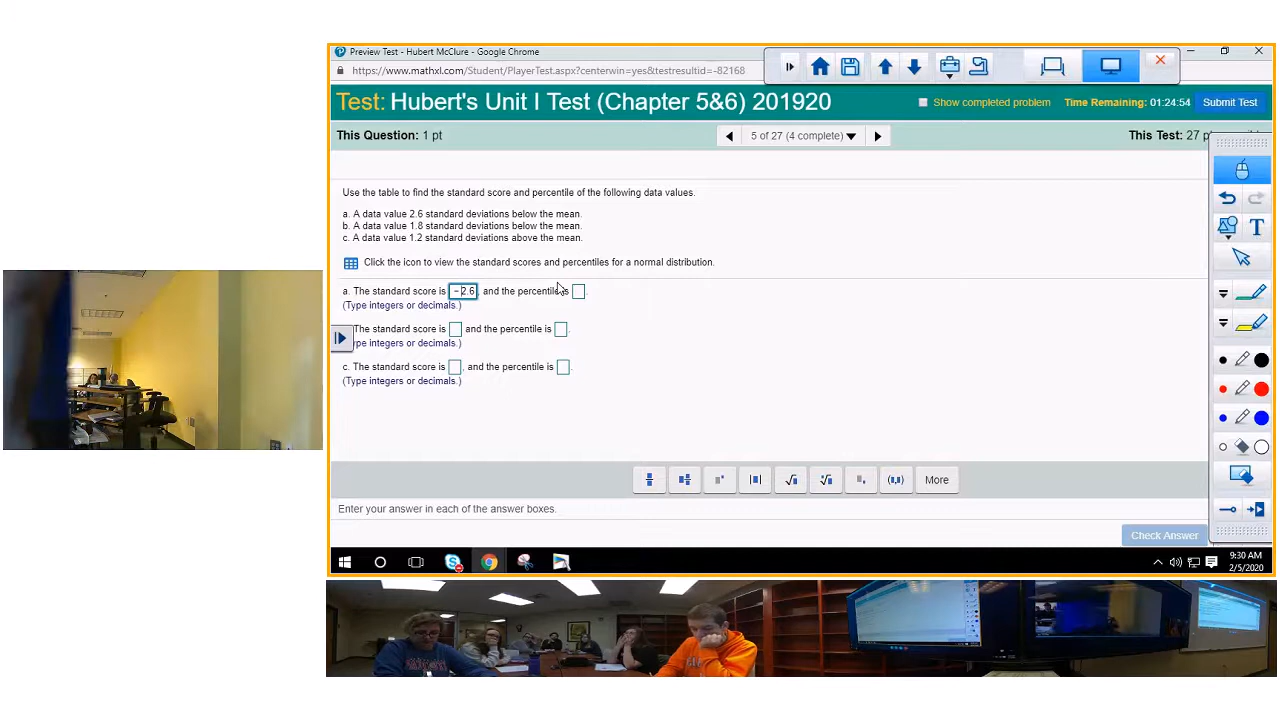 Preview Test - Hubert McClure - Google Chrome
https://www.mathxl.com/Student/PlayerTest.aspx?centerwin=yes&testresultid=-82168
Test: Hubert's Unit I Test (Chapter 5&6) 201920
Show completed problem
Time Remaining: 01:24:54
Submit Test
This Question: 1 pt
5 of 27 (4 complete)
This Test: 27
Use the table to find the standard score and percentile of the following data values.
a. A data value 2.6 standard deviations below the mean.
b. A data value 1.8 standard deviations below the mean.
c. A data value 1.2 standard deviations above the mean.
Click the icon to view the standard scores and percentiles for a normal distribution.
a. The standard score is −2.6, and the percentile is .
(Type integers or decimals.)
The standard score is and the percentile is .
ype integers or decimals.)
c. The standard score is , and the percentile is .
(Type integers or decimals.)
More
Enter your answer in each of the answer boxes.
Check Answer
9:30 AM
2/5/2020